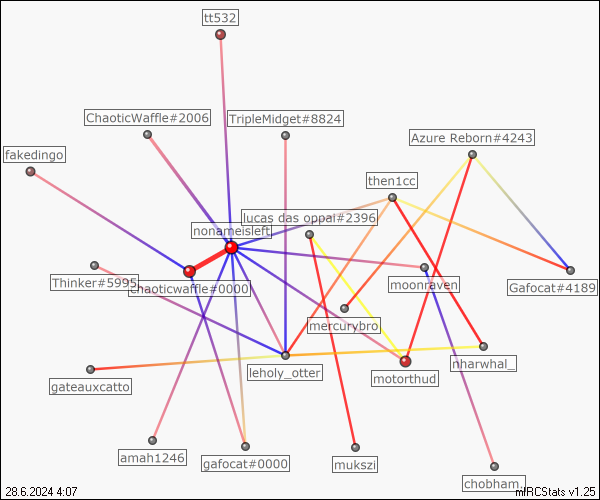 tt532
ChaoticWaffle#2006
TripleMidget#8824
Azure Reborn#4243
fakedingo
then1cc
lucas das oppai#2396
nonameisleft
Thinker#5995
chaoticwaffle#0000
moonraven
Gafocat#4189
mercurybro
nharwhal_
leholy_otter
motorthud
gateauxcatto
amah1246
gafocat#0000
mukszi
chobham_
28.6.2024 4:07
mIRCStats v1.25